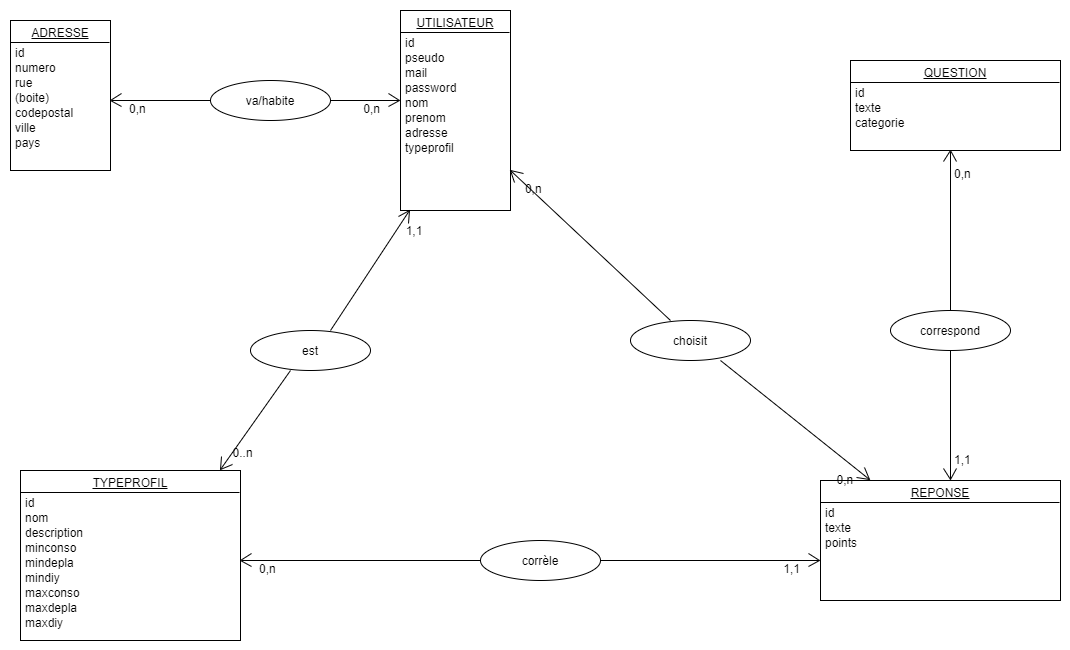 ADRESSE
id
numero
rue
(boite)
codepostal
ville
pays
0,n
va/habite
0,n
UTILISATEUR
id
pseudo
mail
password
nom
prenom
adresse
typeprofil
QUESTION
id
texte
categorie
0,n
0,n
1,1
est
choisit
correspond
0..n
0,n
1,1
TYPEPROFIL
id
nom
description
minconso
mindepla
mindiy
maxconso
maxdepla
maxdiy
0,n
corrèle
1,1
REPONSE
id
texte
points